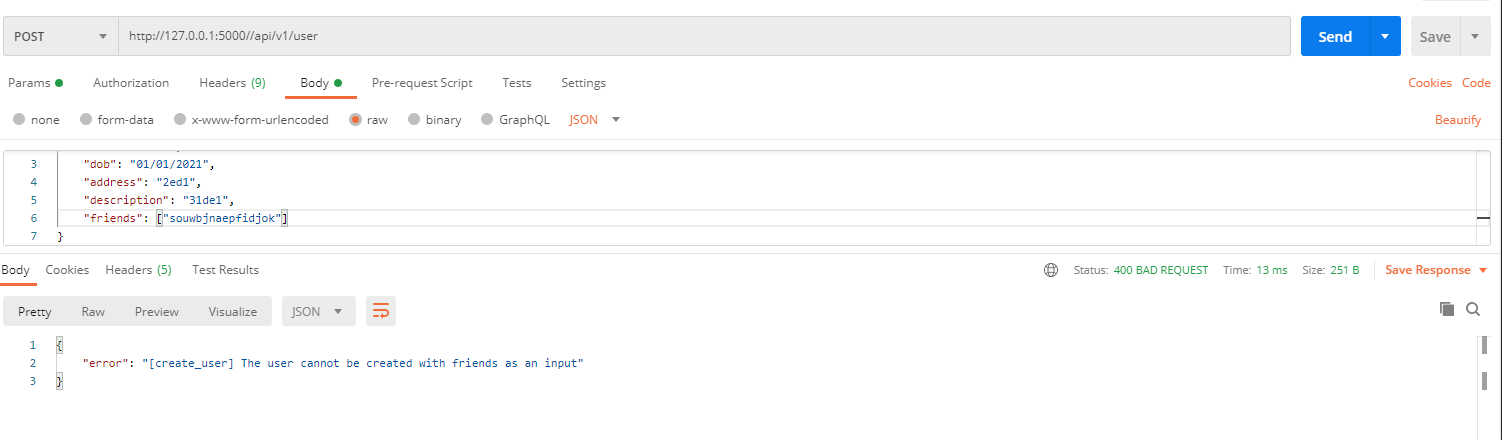 POST http://127.0.0.1:5000//api/v1/user Send Save
Params Authorization Headers (9) Body Pre-request Script Tests Settings Cookies Code
none form-data x-www-form-urlencoded raw binary GraphQL JSON Beautify
3 "dob": "01/01/2021",
4 "address": "2ed1",
5 "description": "31de1",
6 "friends": ["souwbjnaepfidjok"]
7 }
Body Cookies Headers (5) Test Results Status: 400 BAD REQUEST Time: 13 ms Size: 251 B Save Response
Pretty Raw Preview Visualize JSON
1 {
2 "error": "[create_user] The user cannot be created with friends as an input"
3 }